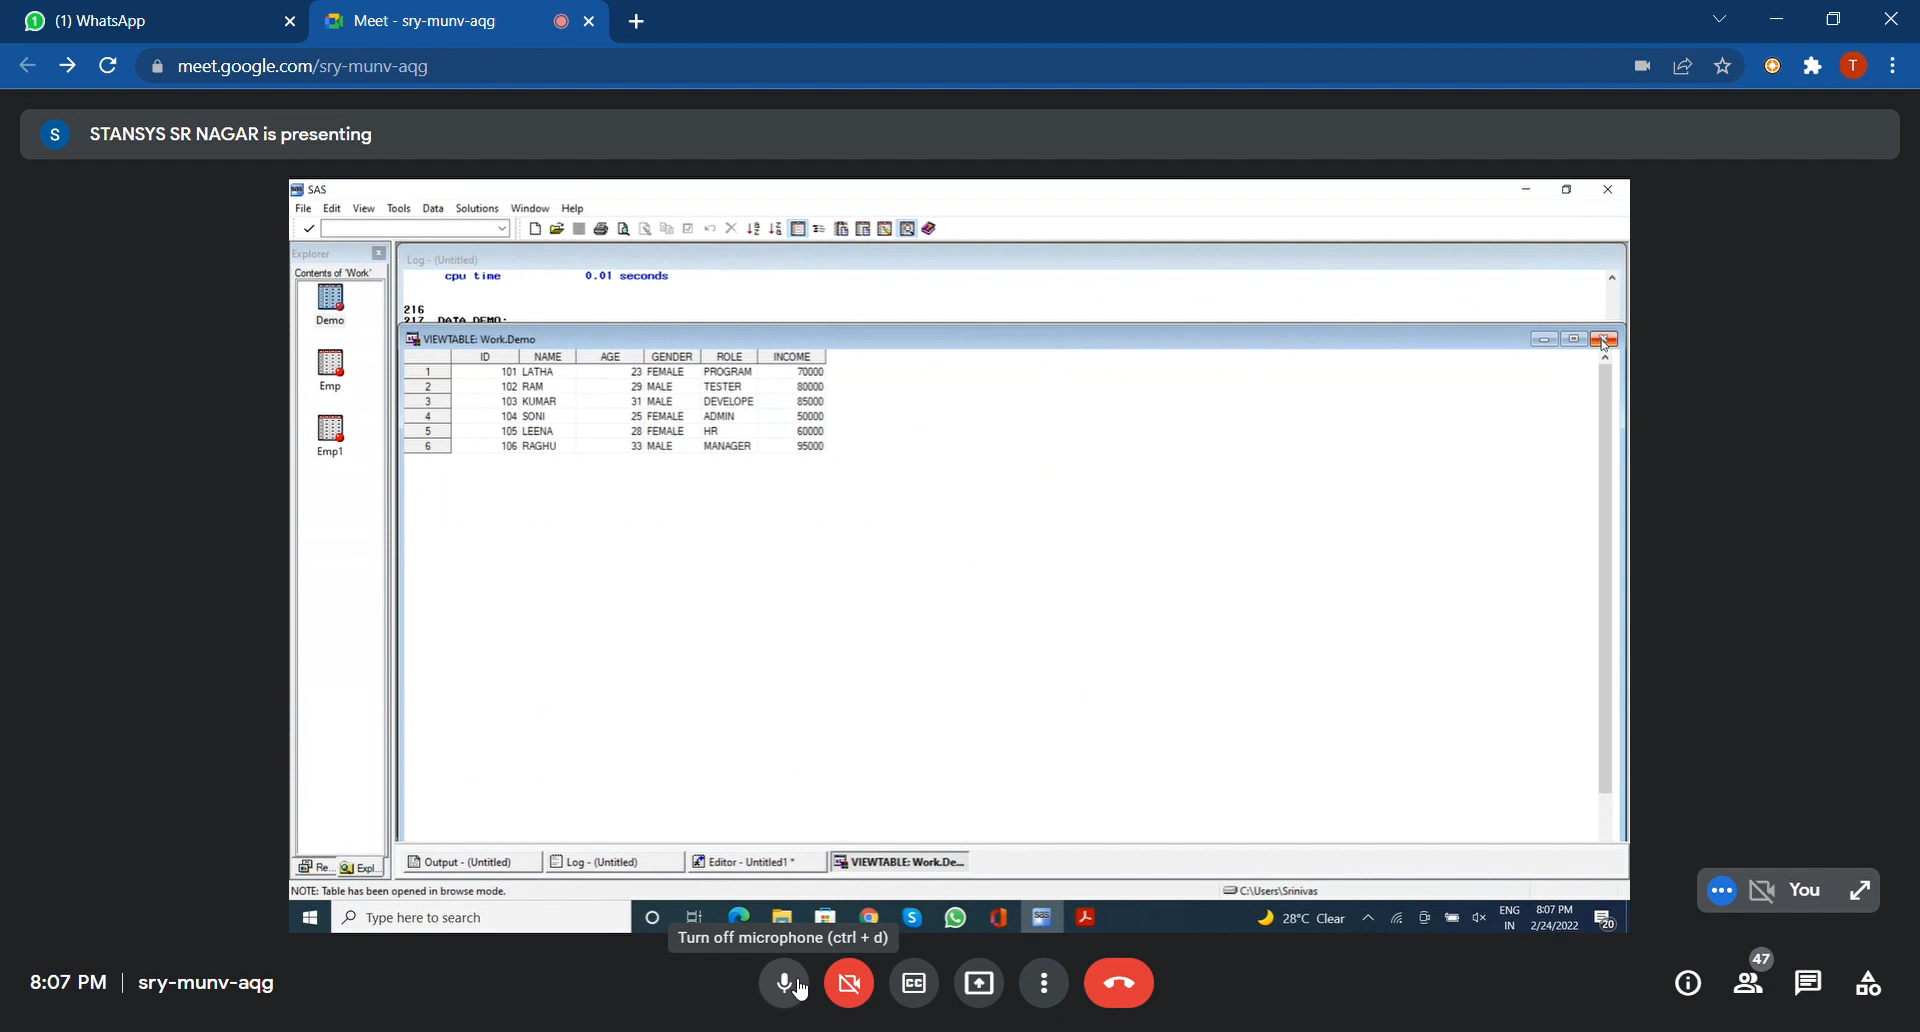 (1) WhatsApp
Meet - sry-munv-aqg
meet.google.com/sry-munv-aqg
T
S STANSYS SR NAGAR is presenting
SAS
File Edit View Tools Data Solutions Window Help
Explorer
Contents of 'Work'
Demo
Emp
Emp1
Log - (Untitled)
cpu time 0.01 seconds
216
217 DATA DEMO;
VIEWTABLE: Work.Demo
ID NAME AGE GENDER ROLE INCOME
1 101 LATHA 23 FEMALE PROGRAM 70000
2 102 RAM 29 MALE TESTER 80000
3 103 KUMAR 31 MALE DEVELOPE 85000
4 104 SONI 25 FEMALE ADMIN 50000
5 105 LEENA 28 FEMALE HR 60000
6 106 RAGHU 33 MALE MANAGER 95000
Re... Expl...
Output - (Untitled) Log - (Untitled) Editor - Untitled1 * VIEWTABLE: Work.De...
NOTE: Table has been opened in browse mode. C:\Users\Srinivas
Type here to search
28°C Clear
ENG
IN
8:07 PM
2/24/2022
20
Turn off microphone (ctrl + d)
You
8:07 PM sry-munv-aqg
47